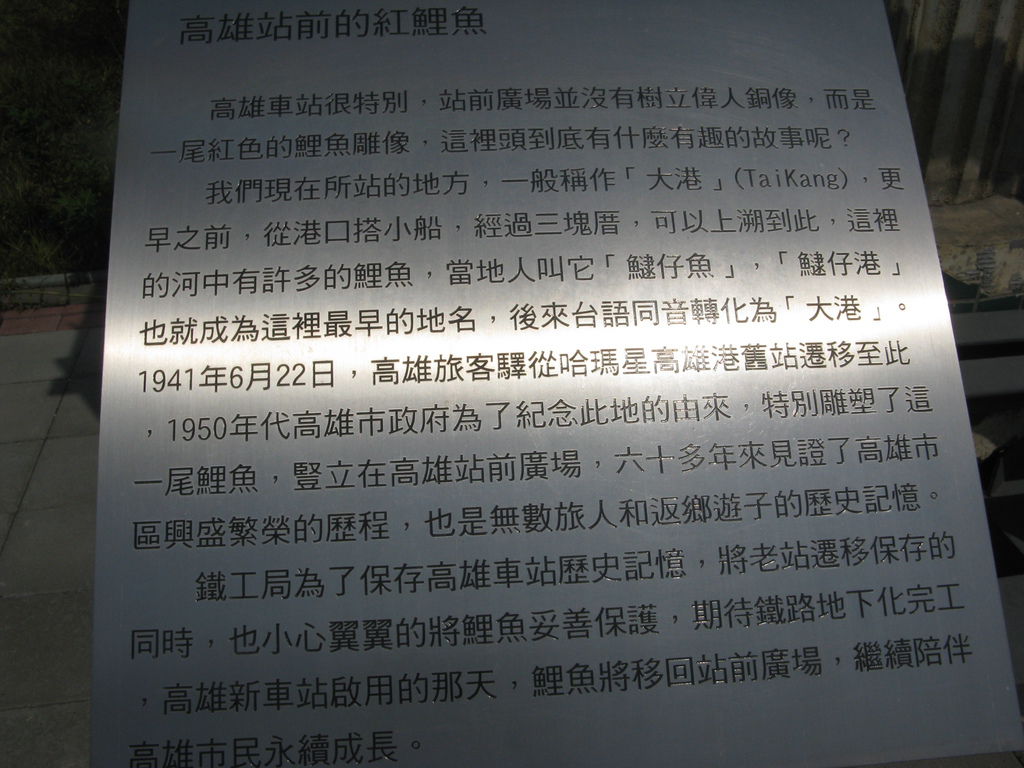 高雄站前的紅鯉魚
高雄車站很特別，站前廣場並沒有樹立偉人銅像，而是
一尾紅色的鯉魚雕像，這裡頭到底有什麼有趣的故事呢？
我們現在所站的地方，一般稱作「大港」(TaiKang)，更
早之前，從港口搭小船，經過三塊厝，可以上溯到此，這裡
的河中有許多的鯉魚，當地人叫它「鱱仔魚」，「鱱仔港」
也就成為這裡最早的地名，後來台語同音轉化為「大港」。
1941年6月22日，高雄旅客驛從哈瑪星高雄港舊站遷移至此
，1950年代高雄市政府為了紀念此地的由來，特別雕塑了這
一尾鯉魚，豎立在高雄站前廣場，六十多年來見證了高雄市
區興盛繁榮的歷程，也是無數旅人和返鄉遊子的歷史記憶。
鐵工局為了保存高雄車站歷史記憶，將老站遷移保存的
同時，也小心翼翼的將鯉魚妥善保護，期待鐵路地下化完工
，高雄新車站啟用的那天，鯉魚將移回站前廣場，繼續陪伴
高雄市民永續成長。